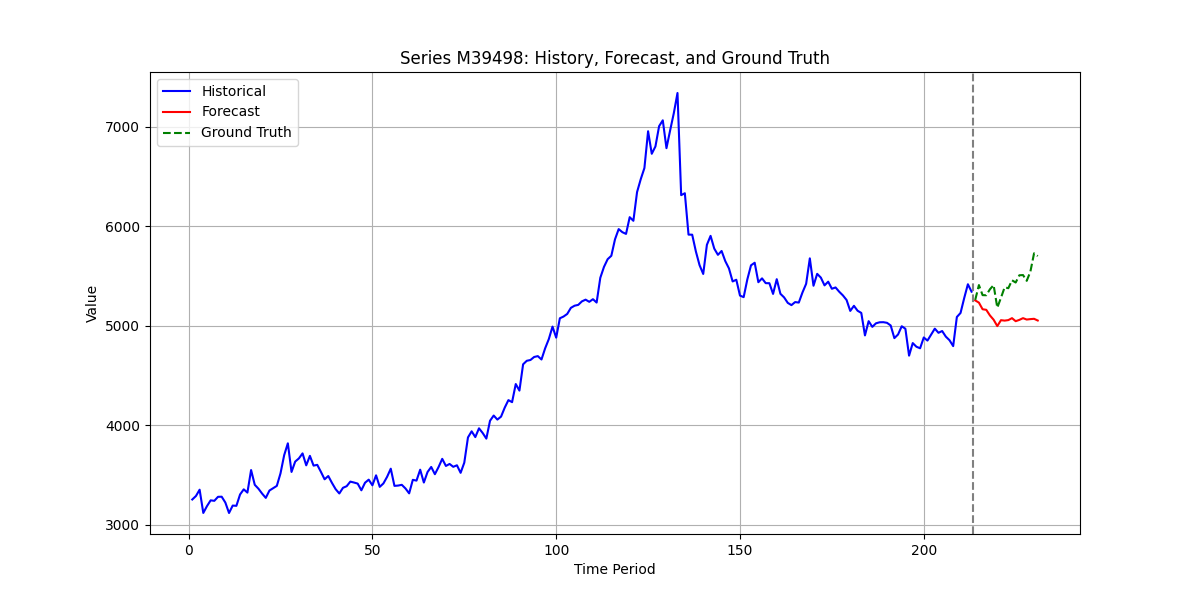 Series M39498: History, Forecast, and Ground Truth
Historical
Forecast
Ground Truth
7000
6000
5000
4000
3000
Value
0 50 100 150 200
Time Period